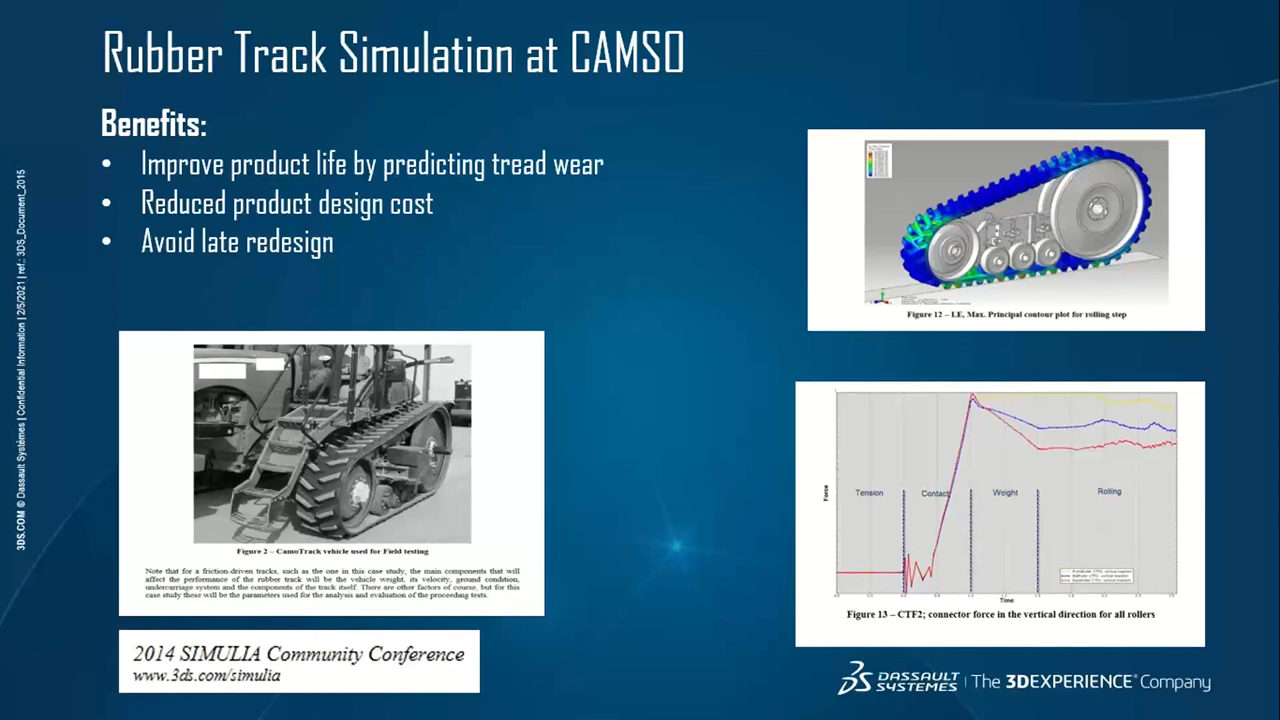 Rubber Track Simulation at CAMSO
Benefits:
• Improve product life by predicting tread wear
• Reduced product design cost
• Avoid late redesign
3DS.COM © Dassault Systèmes | Confidential Information | 2/5/2021 | ref.: 3DS_Document_2015
Figure 12 – LE, Max. Principal contour plot for rolling step
Figure 2 – CamoTrack vehicle used for Field testing
Note that for a friction-driven tracks, such as the one in this case study, the main components that will
affect the performance of the rubber track will be the vehicle weight, its velocity, ground condition,
undercarriage system and the components of the track itself. There are other factors of course, but for this
case study these will be the parameters used for the analysis and evaluation of the proceeding tests.
Force
Tension
Contact
Weight
Rolling
Time
Figure 13 – CTF2; connector force in the vertical direction for all rollers
2014 SIMULIA Community Conference
www.3ds.com/simulia
DASSAULT
SYSTEMES | The 3DEXPERIENCE® Company